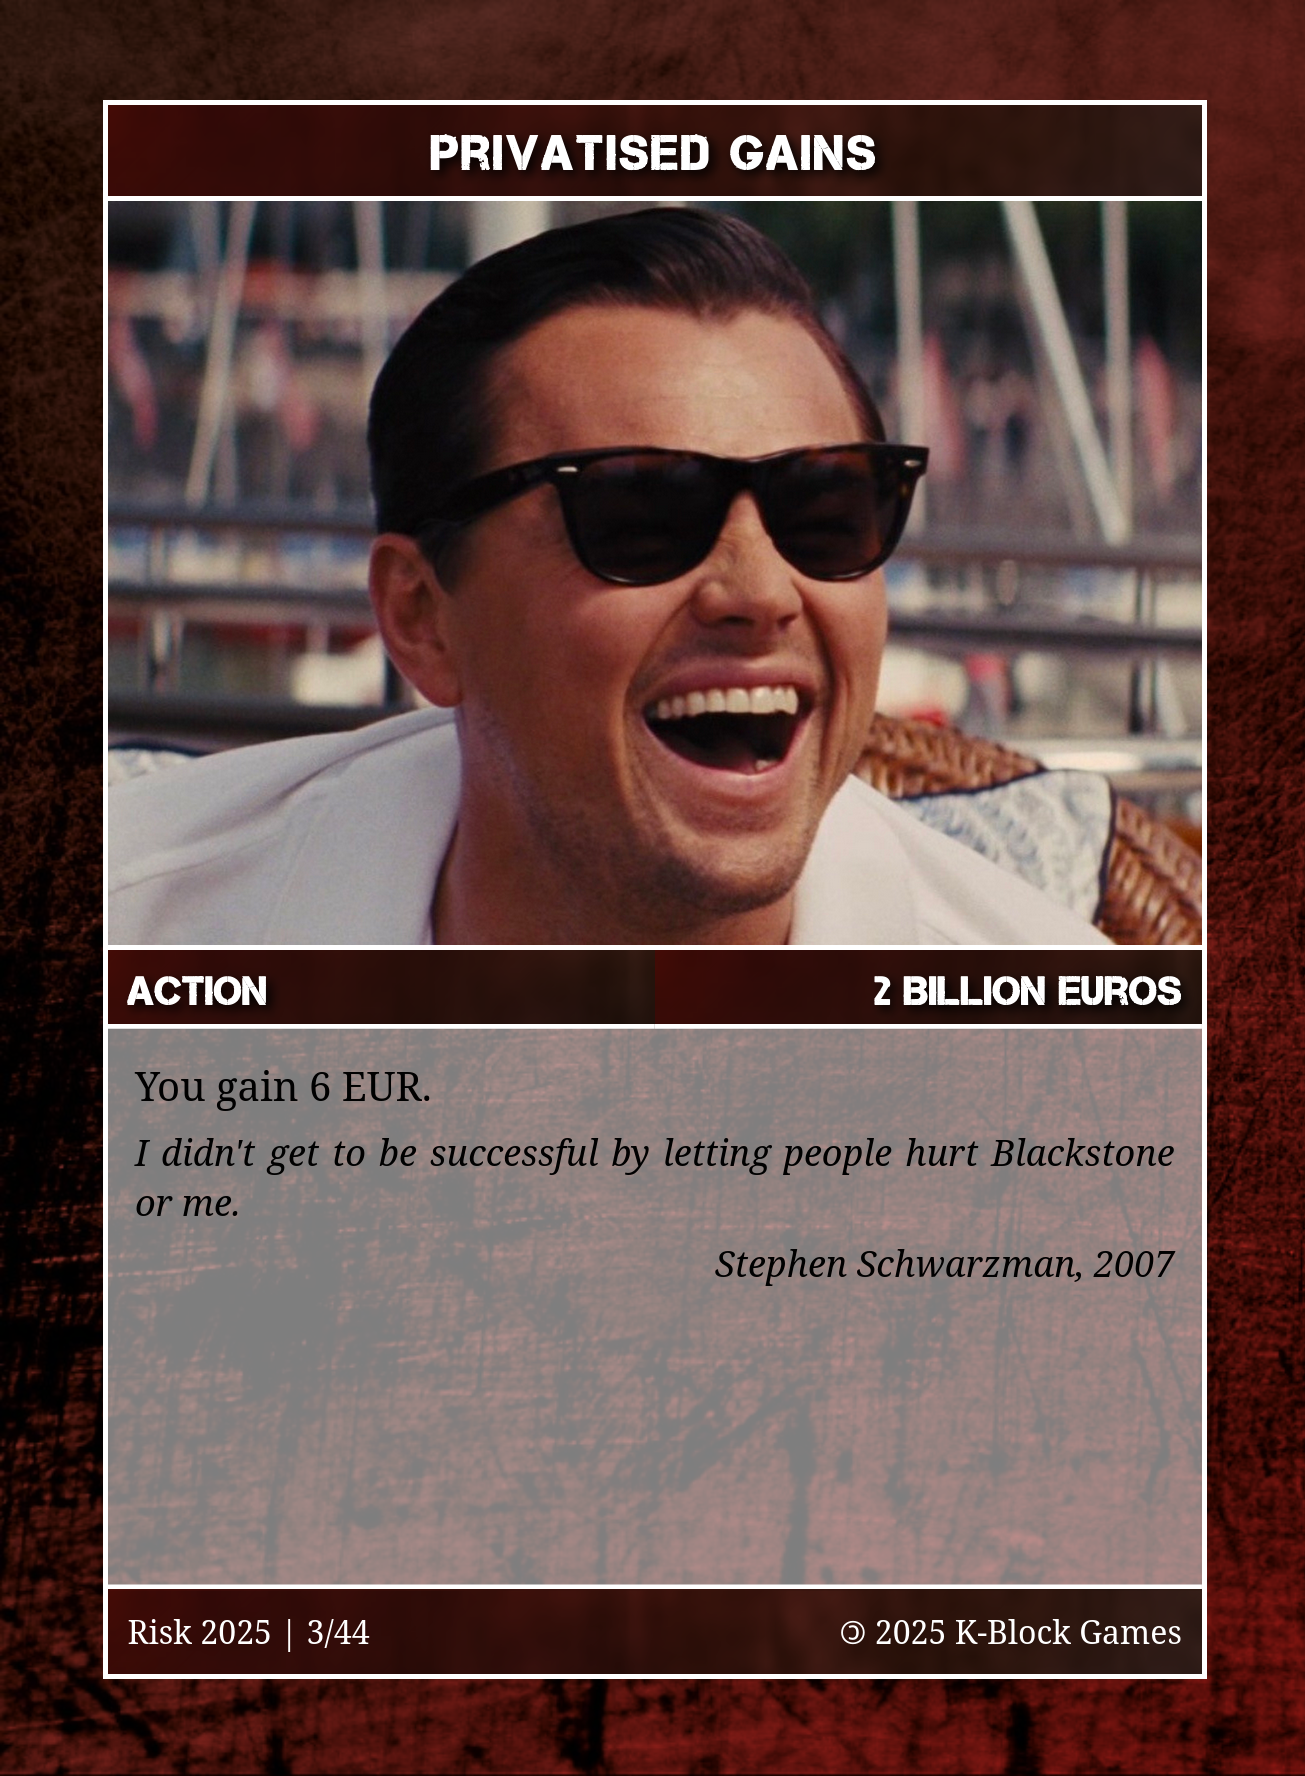 PRIVATISED GAINS
ACTION
2 BILLION EUROS
You gain 6 EUR.
I didn't get to be successful by letting people hurt Blackstone
or me.
Stephen Schwarzman, 2007
Risk 2025 | 3/44
🄯 2025 K-Block Games